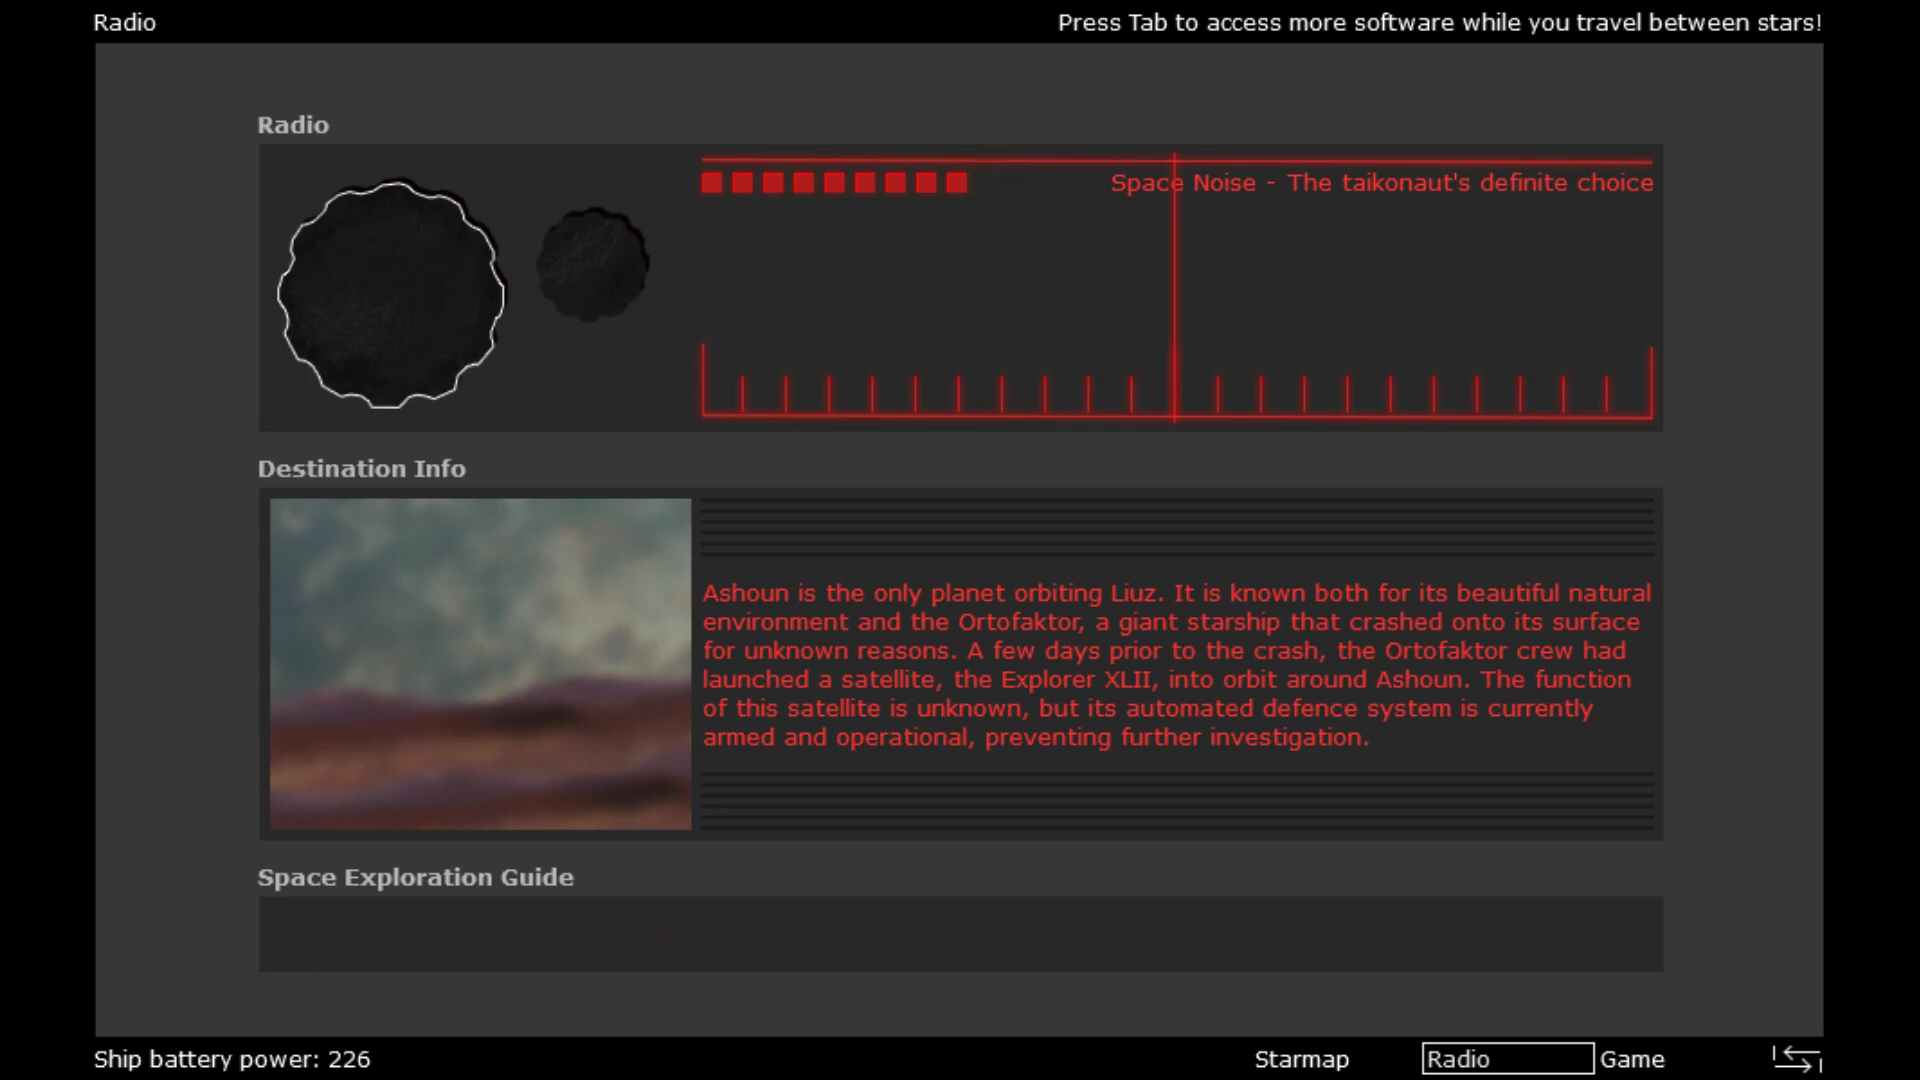 Radio
Press Tab to access more software while you travel between stars!
Radio
Space Noise - The taikonaut's definite choice
Destination Info
Ashoun is the only planet orbiting Liuz. It is known both for its beautiful natural
environment and the Ortofaktor, a giant starship that crashed onto its surface
for unknown reasons. A few days prior to the crash, the Ortofaktor crew had
launched a satellite, the Explorer XLII, into orbit around Ashoun. The function
of this satellite is unknown, but its automated defence system is currently
armed and operational, preventing further investigation.
Space Exploration Guide
Ship battery power: 226
Starmap
Radio
Game